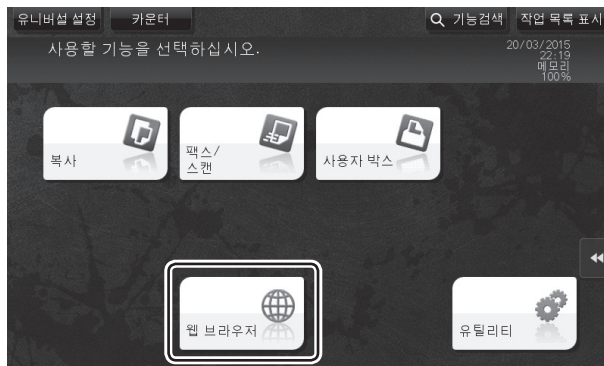 유니버설 설정 카운터 기능검색 작업 목록 표시
사용할 기능을 선택하십시오.
20/03/2015
22:19
메모리
100%
복사
팩스/
스캔
사용자 박스
웹 브라우저
유틸리티